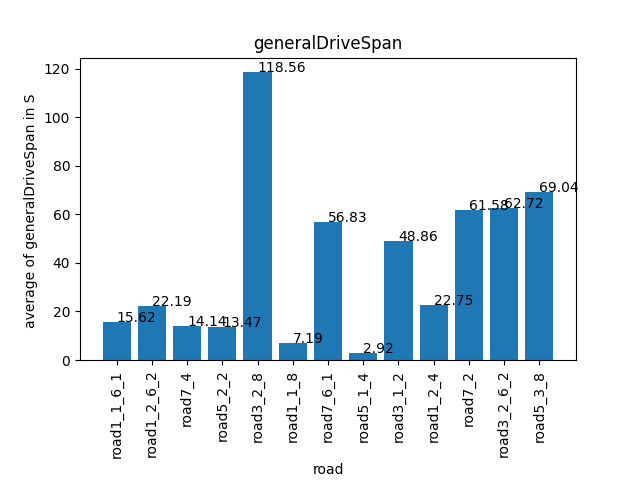 generalDriveSpan
average of generalDriveSpan in S
120
100
80
60
40
20
0
15.62
22.19
14.14
13.47
118.56
7.19
56.83
2.92
48.86
22.75
61.58
62.72
69.04
road1_1_6_1
road1_2_6_2
road7_4
road5_2_2
road3_2_8
road1_1_8
road7_6_1
road5_1_4
road3_1_2
road1_2_4
road7_2
road3_2_6_2
road5_3_8
road